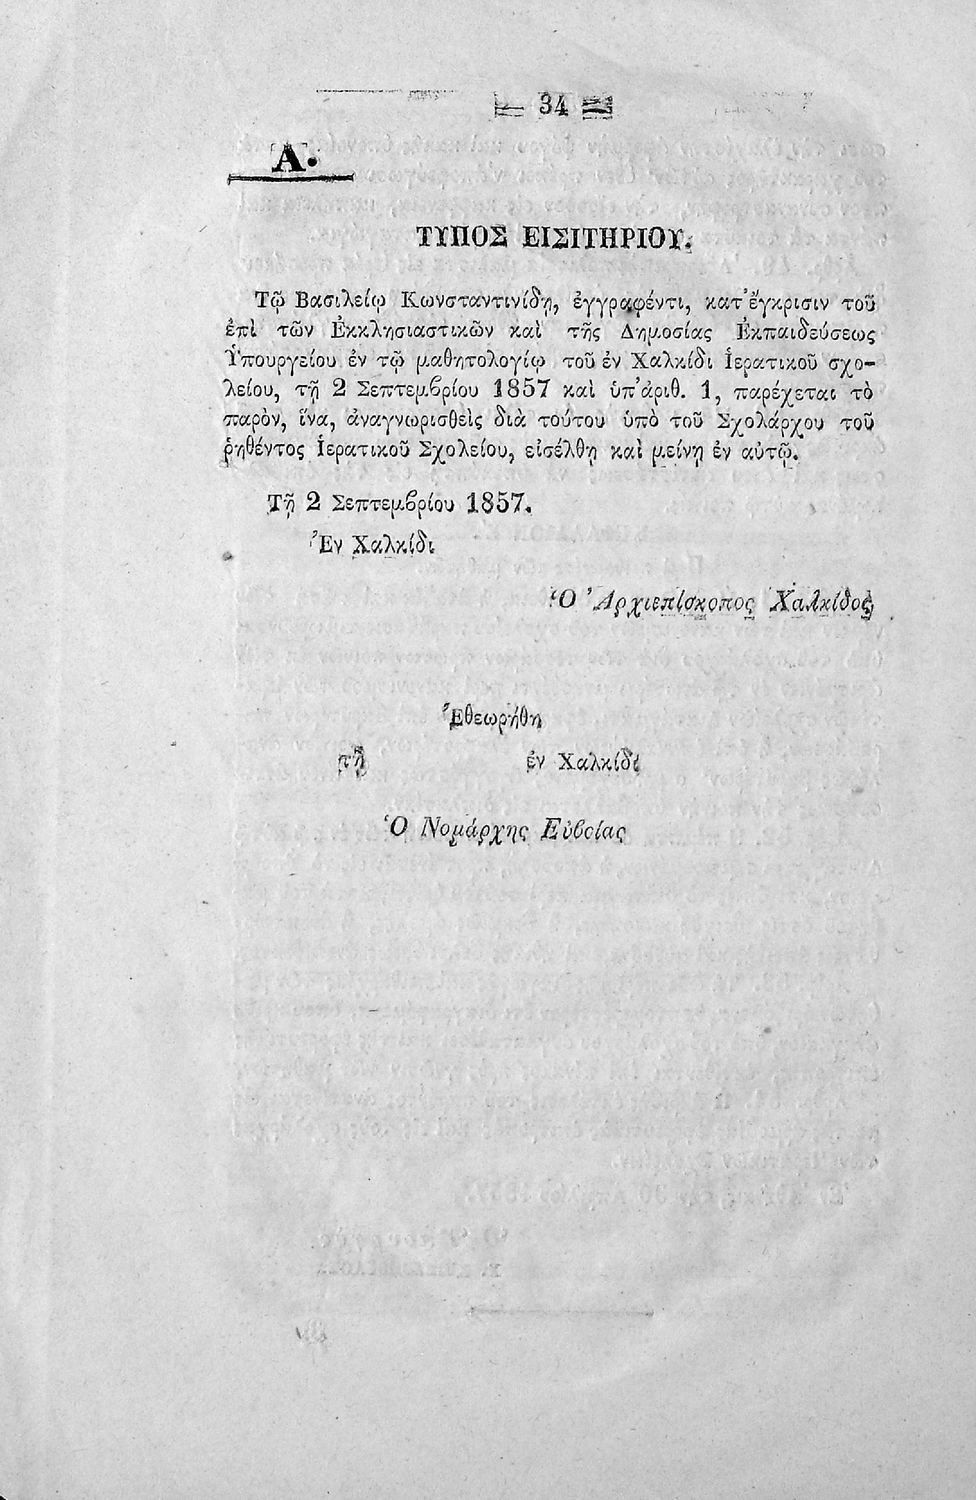 34
Α.
ΤΥΠΟΣ ΕΙΣΙΤΗΡΙΟΥ.
Τῷ Βασιλείῳ Κωνσταντινίδῃ, ἐγγραφέντι, κατ' ἔγκρισιν τοῦ
ἐπὶ τῶν Ἐκκλησιαστικῶν καὶ τῆς Δημοσίας Ἐκπαιδεύσεως
Ὑπουργείου ἐν τῷ μαθητολογίῳ τοῦ ἐν Χαλκίδι Ἱερατικοῦ σχο-
λείου, τῇ 2 Σεπτεμβρίου 1857 καὶ ὑπ' ἀριθ. 1, παρέχεται τὸ
παρὸν, ἵνα, ἀναγνωρισθεὶς διὰ τούτου ὑπὸ τοῦ Σχολάρχου τοῦ
ῥηθέντος Ἱερατικοῦ Σχολείου, εἰσέλθῃ καὶ μείνῃ ἐν αὐτῷ.
Τῇ 2 Σεπτεμβρίου 1857.
Ἐν Χαλκίδι
Ὁ Ἀρχιεπίσκοπος Χαλκίδος
Ἐθεωρήθη
τῇ ἐν Χαλκίδι
Ὁ Νομάρχης Εὐβοίας